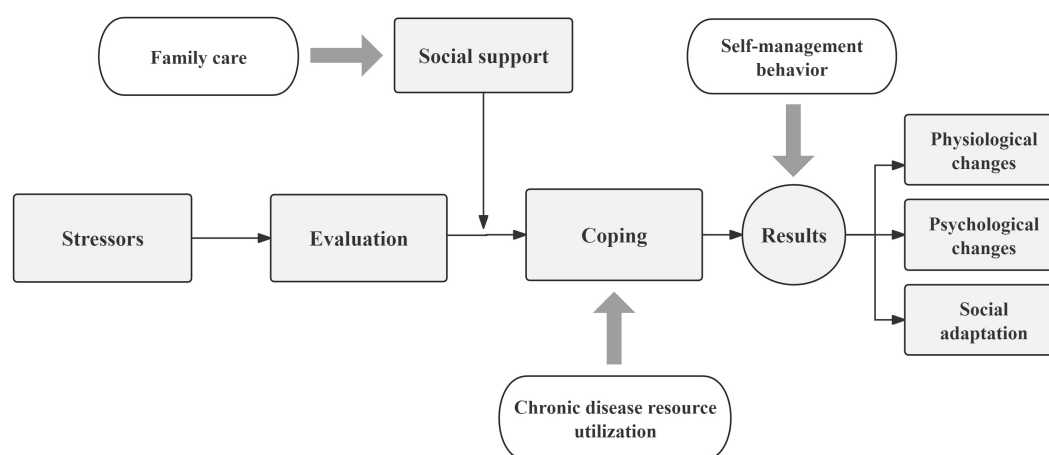 Family care
Social support
Self-management
behavior
Physiological
changes
Stressors
Evaluation
Coping
Results
Psychological
changes
Social
adaptation
Chronic disease resource
utilization